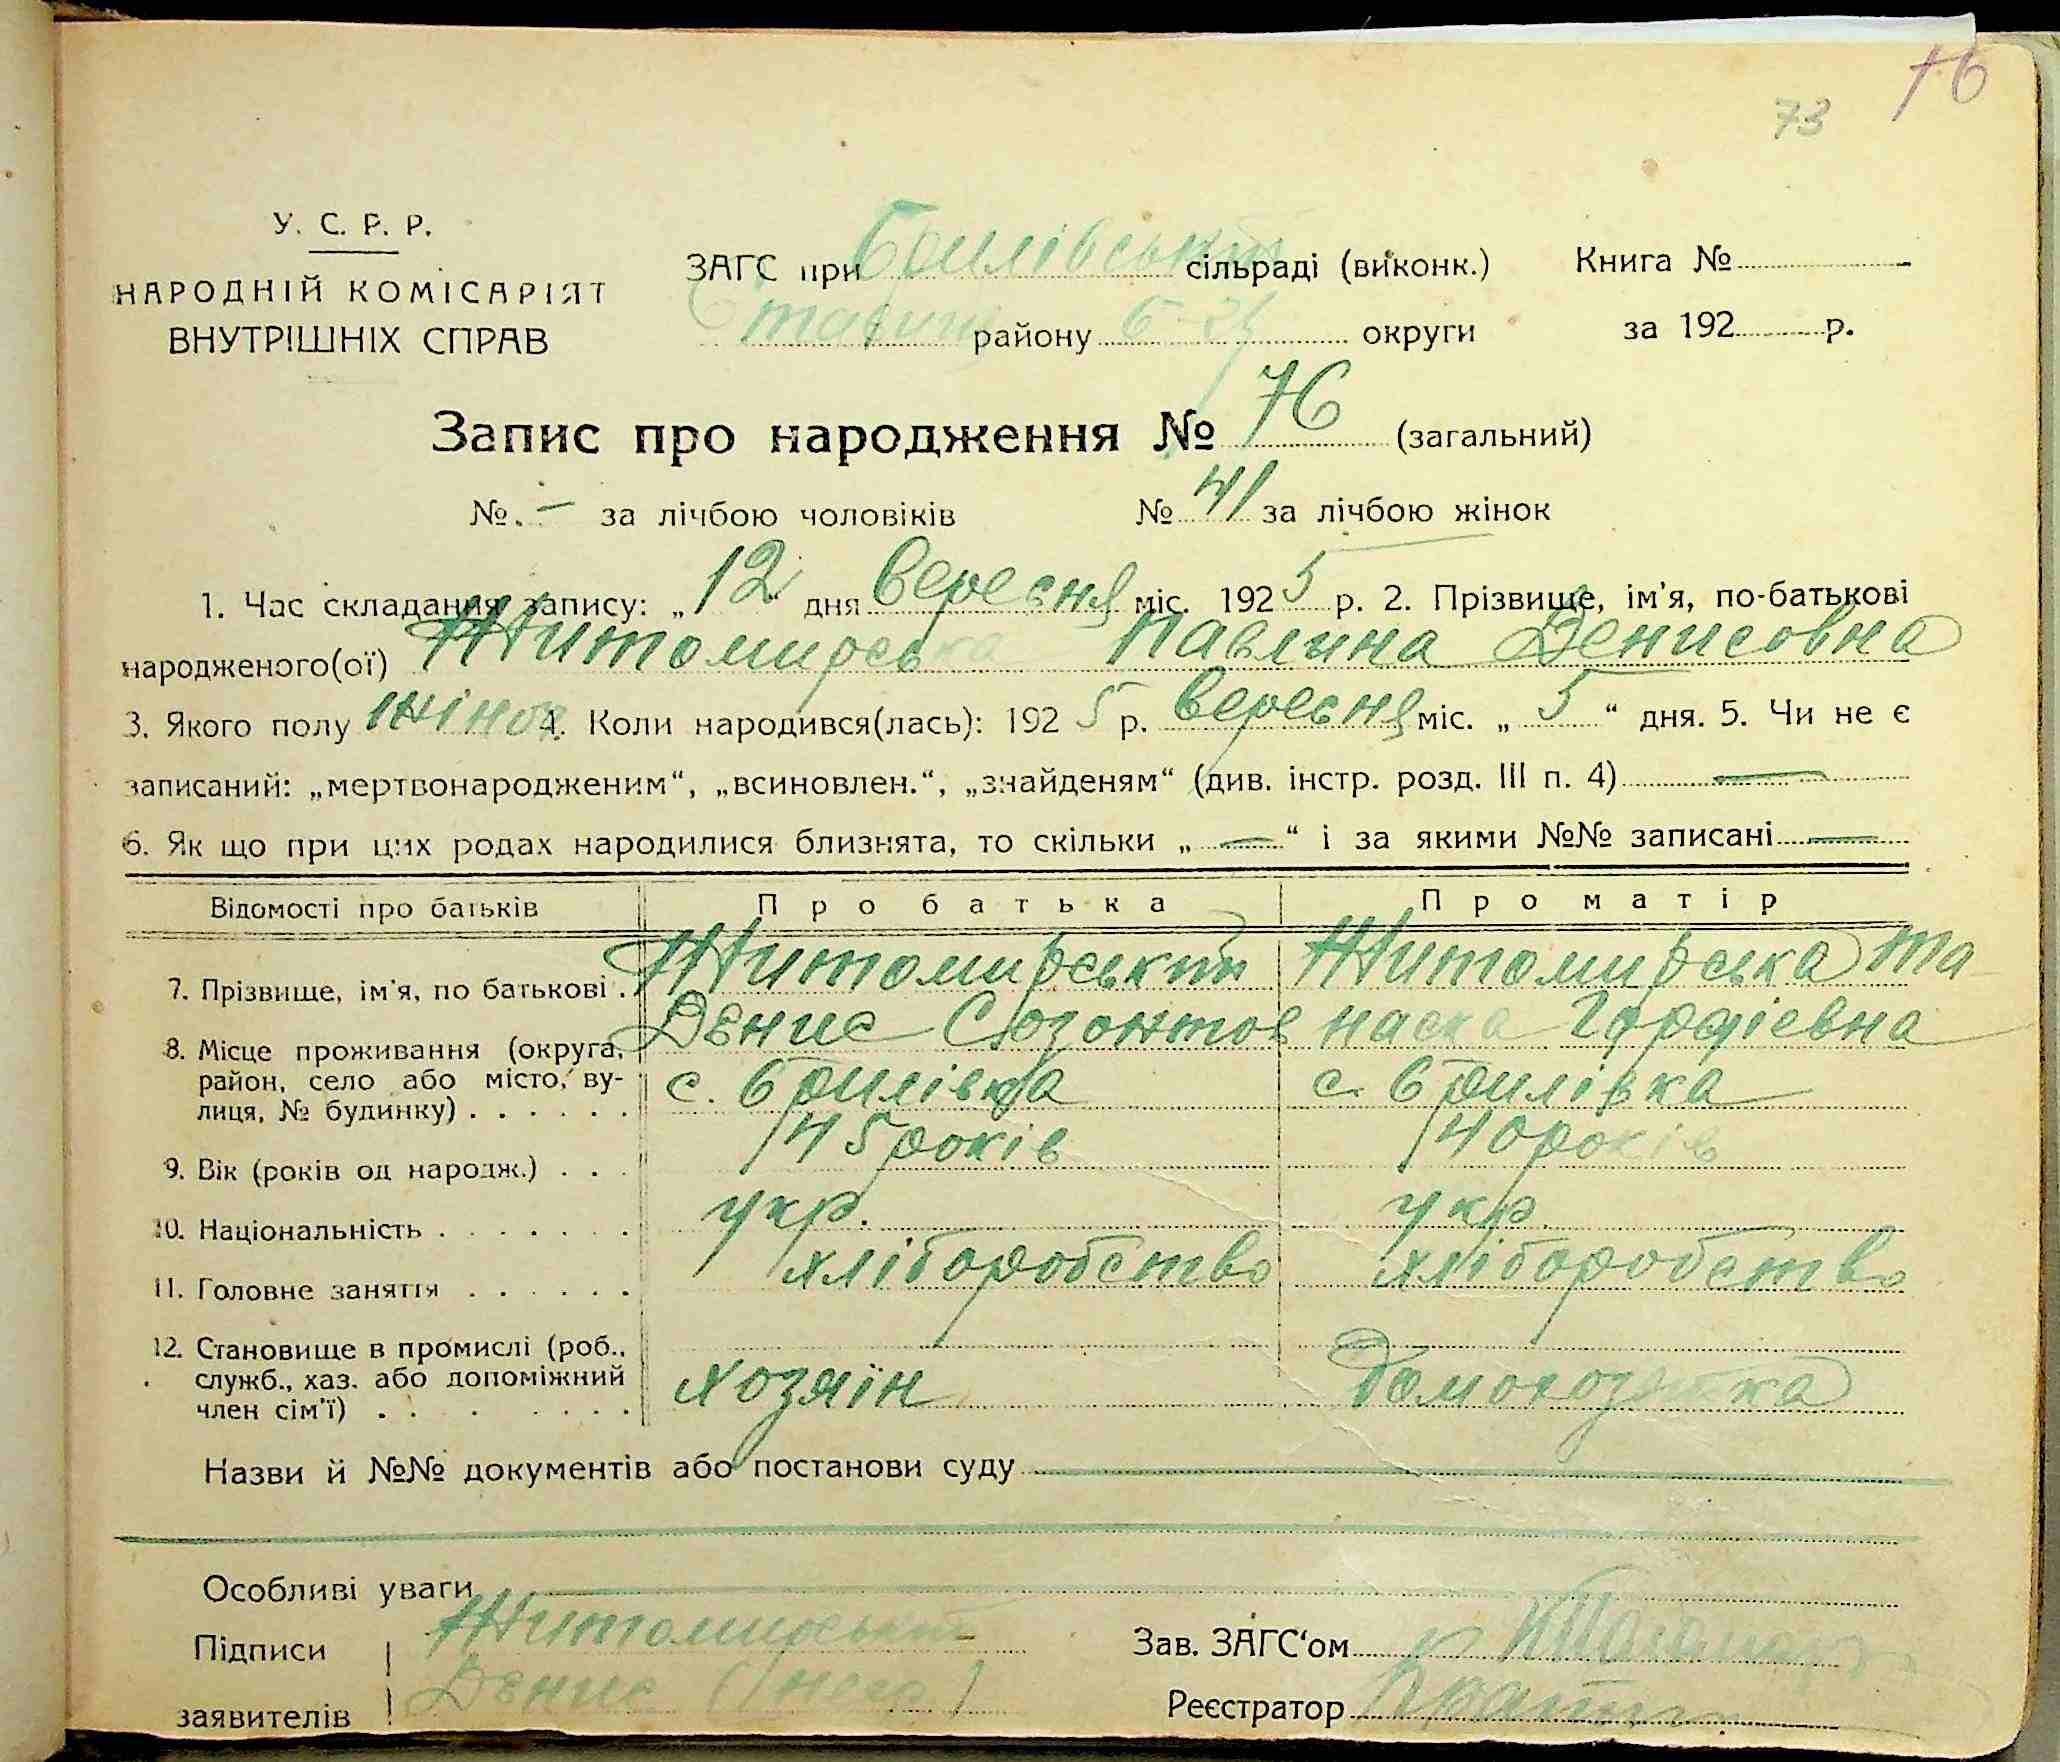 76
73
У. С. Р. Р.
НАРОДНІЙ КОМІСАРІЯТ
ВНУТРІШНІХ СПРАВ
ЗАГС при сільраді (виконк.) Книга №
району округи за 192 р.
Запис про народження № 76 (загальний)
№. – за лічбою чоловіків № 41 за лічбою жінок
1. Час складання запису: „12" дня Вересня міс. 1925 р. 2. Прізвище, ім'я, по-батькові
народженого(ої) Житомирська Павлина Денисовна
3. Якого полу жіноч. 4. Коли народився(лась): 1925 р. Вересня міс. „5“ дня. 5. Чи не є
записаний: „мертвонародженим“, „всиновлен.“, „знайденям“ (див. інстр. розд. III п. 4) —
6. Як що при цих родах народилися близнята, то скільки „—“ і за якими №№ записані —
Відомості про батьків Про батька Про матір
7. Прізвище, ім'я, по батькові. Житомирський Житомирська Та-
Денис Созонтов наска Гордієвна
8. Місце проживання (округа, район, село або місто, ву-
лиця, № будинку) с. Брилівка с. Брилівка
9. Вік (років од народж.) 45 років 40 років
10. Національність укр. укр.
11. Головне заняття хліборобство хліборобство
12. Становище в промислі (роб.,
служб., хаз. або допоміжний
член сім'ї) хозяїн домохозяйка
Назви й №№ документів або постанови суду
Особливі уваги
Підписи Житомирський
заявителів Денис
Зав. ЗАГС‘ом
Реєстратор